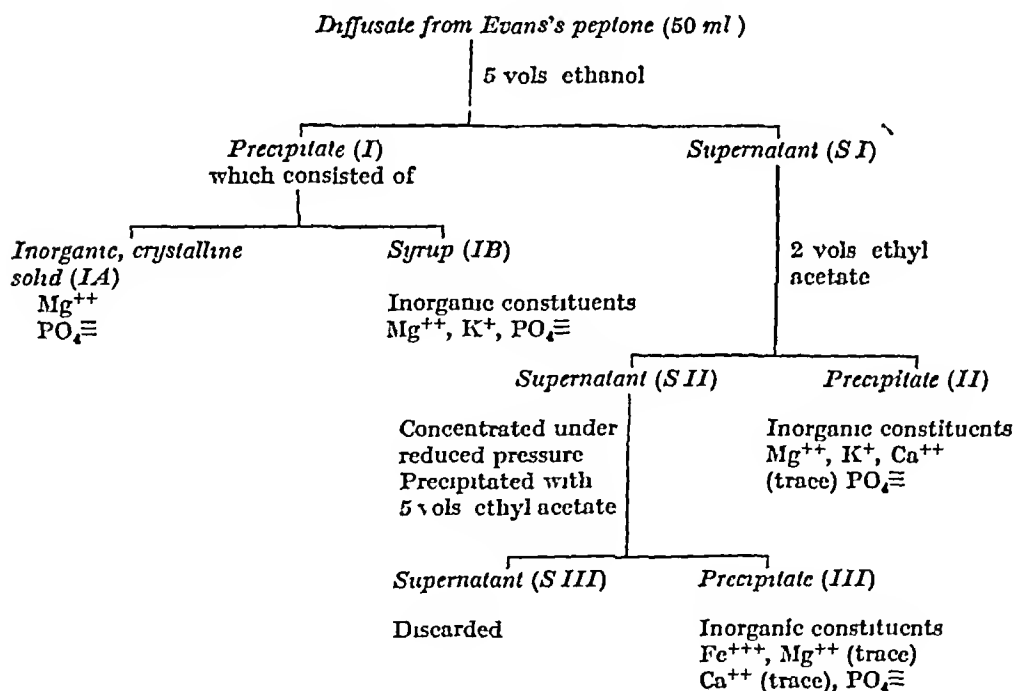 Diffusate from Evans's peptone (50 ml )
5 vols ethanol
Precipitate (I)
which consisted of
Supernatant (S I)
Inorganic, crystalline
solid (IA)
Mg++
PO₄≡
Syrup (IB)
Inorganic constituents
Mg++, K+, PO₄≡
2 vols ethyl
acetate
Supernatant (S II)
Precipitate (II)
Concentrated under
reduced pressure
Precipitated with
5 vols ethyl acetate
Inorganic constituents
Mg++, K+, Ca++
(trace) PO₄≡
Supernatant (S III)
Discarded
Precipitate (III)
Inorganic constituents
Fe+++, Mg++ (trace)
Ca++ (trace), PO₄≡